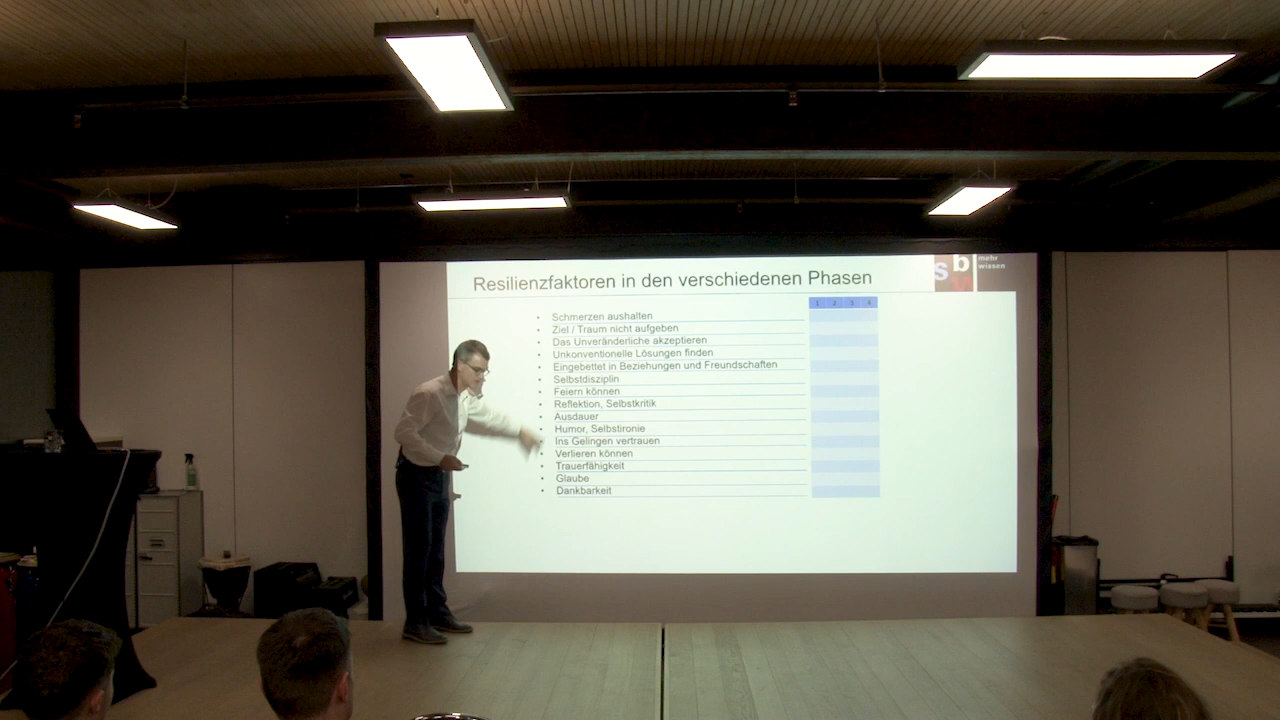 Resilienzfaktoren in den verschiedenen Phasen
s b v
mehr
wissen
1 2 3 4
• Schmerzen aushalten
• Ziel / Traum nicht aufgeben
• Das Unveränderliche akzeptieren
• Unkonventionelle Lösungen finden
• Eingebettet in Beziehungen und Freundschaften
• Selbstdisziplin
• Feiern können
• Reflektion, Selbstkritik
• Ausdauer
• Humor, Selbstironie
• Ins Gelingen vertrauen
• Verlieren können
• Trauerfähigkeit
• Glaube
• Dankbarkeit